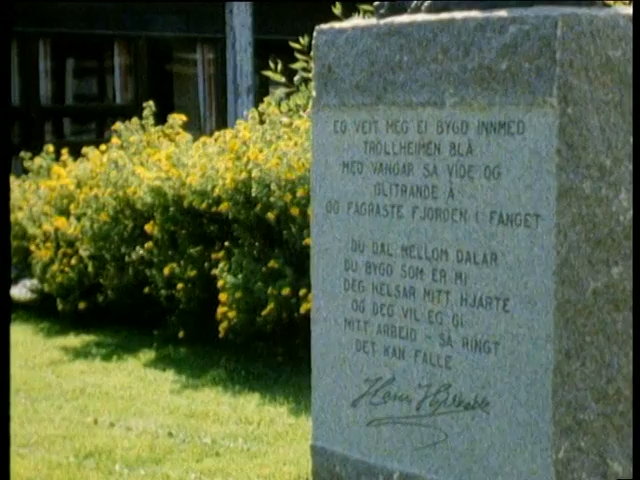 EG VEIT MEG EI BYGD INNMED
TROLLHEIMEN BLÅ
MED VANGAR SÅ VIDE OG
GLITRANDE Å
OG FAGRASTE FJORDEN I FANGET
DU DAL MELLOM DALAR
DU BYGD SOM ER MI
DEG HELSAR MITT HJARTE
OG DEG VIL EG GI
MITT ARBEID – SÅ RINGT
DET KAN FALLE
Hans Hyldbakk